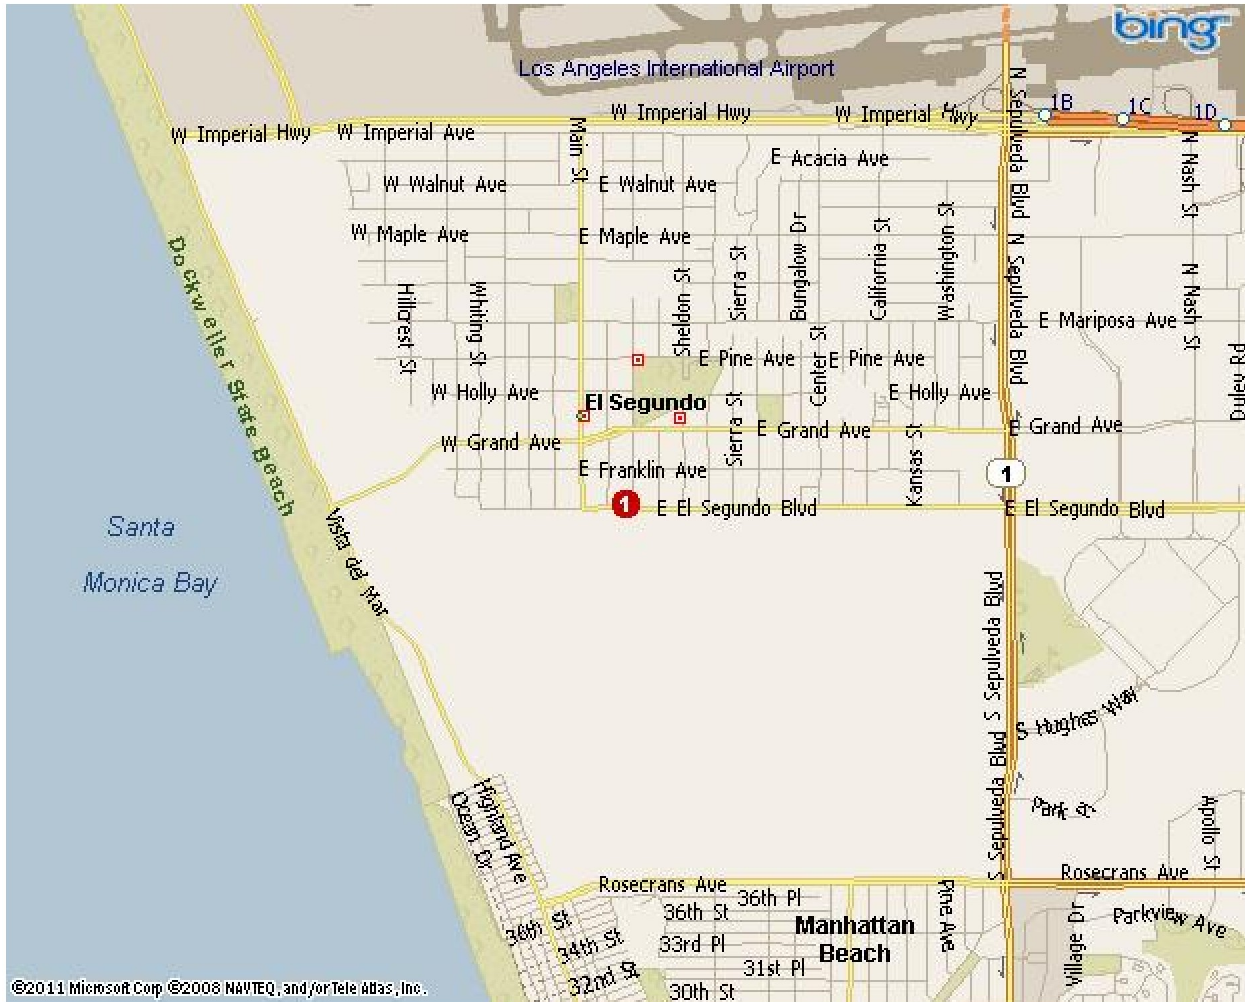 bing
Los Angeles International Airport
N Sepulveda Blvd
1B
1C
1D
W Imperial Hwy
W Imperial Hwy
W Imperial Hwy
W Imperial Ave
Main St
N Nash St
E Acacia Ave
W Walnut Ave
E Walnut Ave
W Maple Ave
E Maple Ave
Bungalow Dr
California St
Washington St
N Sepulveda Blvd
Dockweiler State Beach
Hillcrest St
Whiting St
Sheldon St
Sierra St
N Nash St
E Mariposa Ave
E Pine Ave
Center St
E Pine Ave
Duley Rd
W Holly Ave
El Segundo
E Holly Ave
Sierra St
W Grand Ave
E Grand Ave
E Grand Ave
Kansas St
E Franklin Ave
1
1
E El Segundo Blvd
E El Segundo Blvd
Santa
Monica Bay
Vista del Mar
S Sepulveda Blvd
S Hughes Way
S Sepulveda Blvd
Park Pl
Highland Ave
Ocean Dr
Apollo St
Rosecrans Ave
Rosecrans Ave
36th Pl
36th St
Pine Ave
Village Dr
Parkview Ave
Manhattan
Beach
36th St
34th St
33rd Pl
32nd St
31st Pl
30th St
©2011 Microsoft Corp ©2008 NAVTEQ, and/or Tele Atlas, Inc.